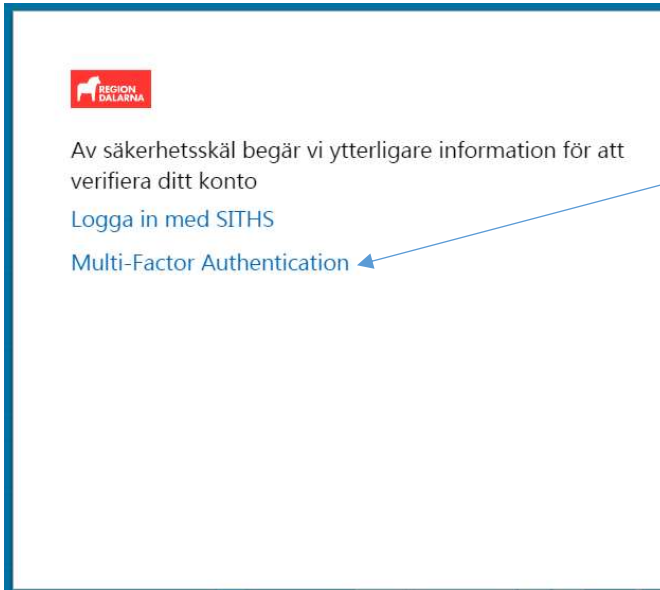 REGION
DALARNA
Av säkerhetsskäl begär vi ytterligare information för att
verifiera ditt konto
Logga in med SITHS
Multi-Factor Authentication